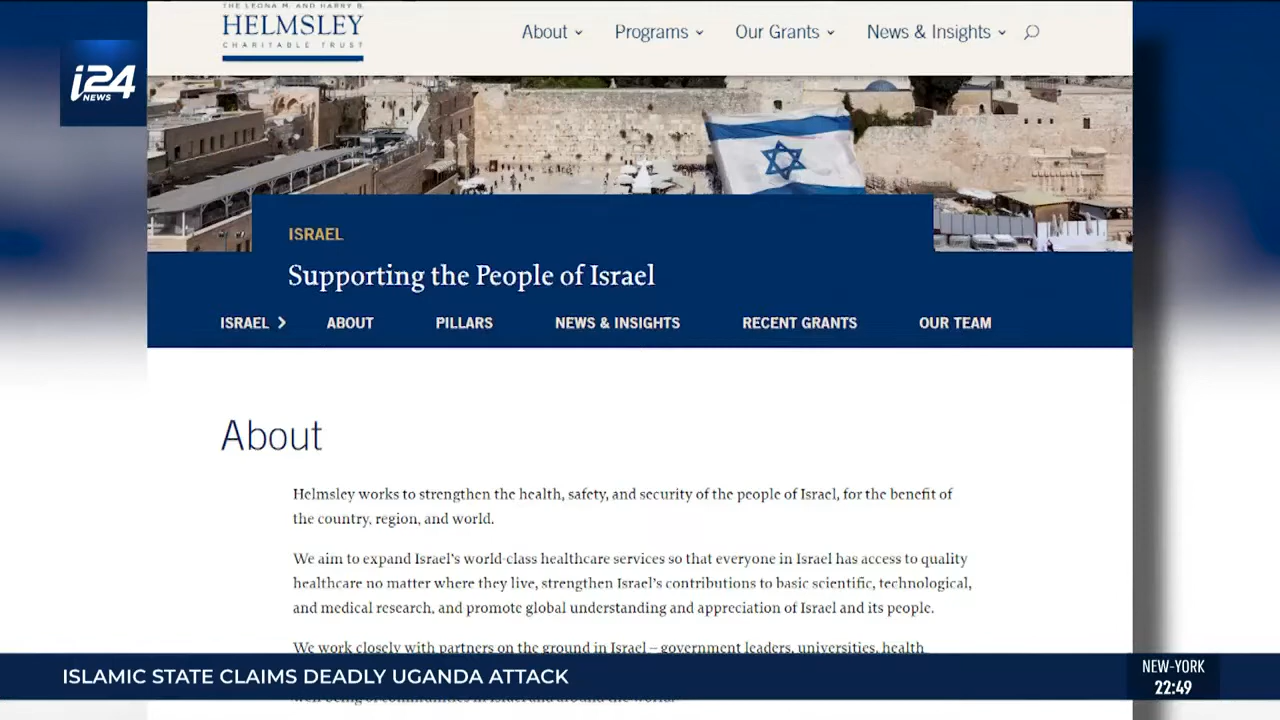 THE LEONA M. AND HARRY B.
HELMSLEY
CHARITABLE TRUST
About
Programs
Our Grants
News & Insights
i24
NEWS
ISRAEL
Supporting the People of Israel
ISRAEL
ABOUT
PILLARS
NEWS & INSIGHTS
RECENT GRANTS
OUR TEAM
About
Helmsley works to strengthen the health, safety, and security of the people of Israel, for the benefit of
the country, region, and world.
We aim to expand Israel's world-class healthcare services so that everyone in Israel has access to quality
healthcare no matter where they live, strengthen Israel's contributions to basic scientific, technological,
and medical research, and promote global understanding and appreciation of Israel and its people.
We work closely with partners on the ground in Israel – government leaders, universities, health
ISLAMIC STATE CLAIMS DEADLY UGANDA ATTACK
NEW-YORK
22:49